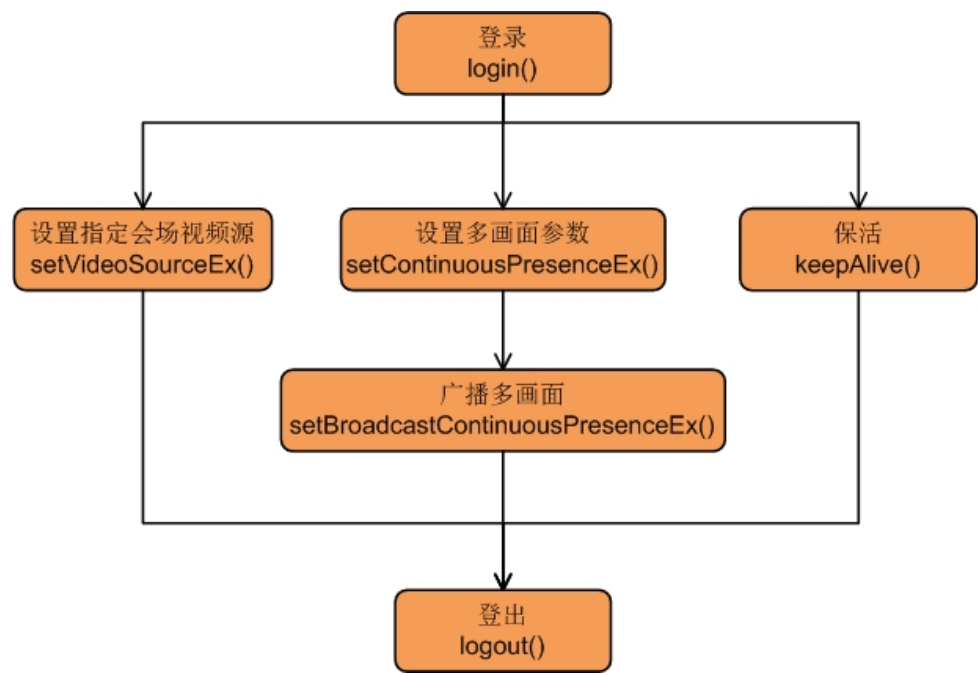 登录
login()
设置指定会场视频源
setVideoSourceEx()
设置多画面参数
setContinuousPresenceEx()
保活
keepAlive()
广播多画面
setBroadcastContinuousPresenceEx()
登出
logout()